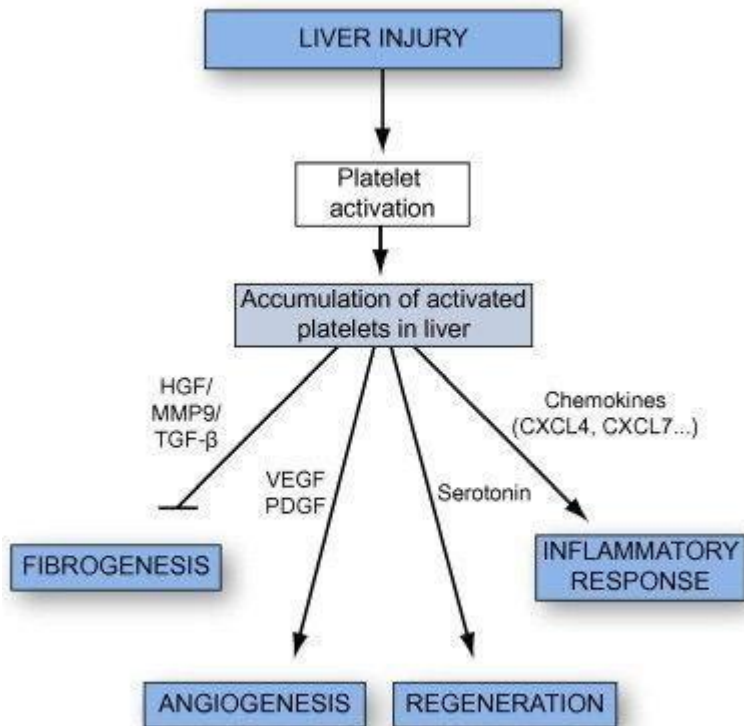 LIVER INJURY
Platelet
activation
Accumulation of activated
platelets in liver
HGF/
MMP9/
TGF-β
VEGF
PDGF
Serotonin
Chemokines
(CXCL4, CXCL7...)
FIBROGENESIS
INFLAMMATORY
RESPONSE
ANGIOGENESIS
REGENERATION